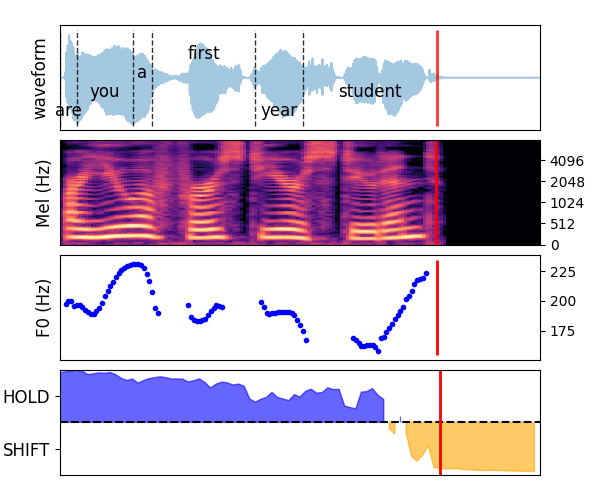 waveform
are
you
a
first
year
student
Mel (Hz)
4096
2048
1024
512
0
F0 (Hz)
225
200
175
HOLD
SHIFT